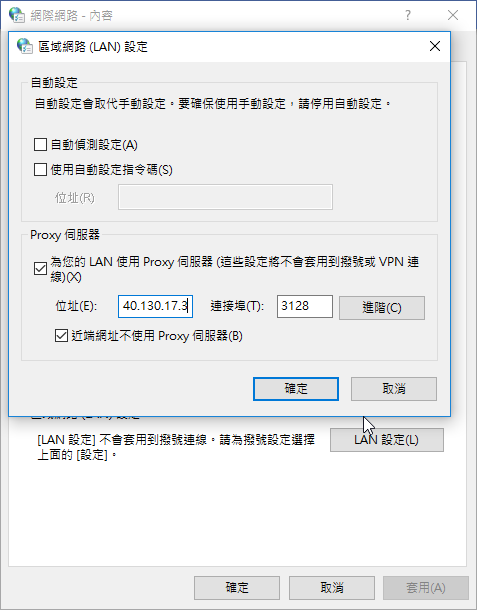 網際網路 - 內容
區域網路 (LAN) 設定
自動設定
自動設定會取代手動設定。要確保使用手動設定，請停用自動設定。
自動偵測設定(A)
使用自動設定指令碼(S)
位址(R)
Proxy 伺服器
為您的 LAN 使用 Proxy 伺服器 (這些設定將不會套用到撥號或 VPN 連
線)(X)
位址(E): 40.130.17.3 連接埠(T): 3128 進階(C)
近端網址不使用 Proxy 伺服器(B)
確定 取消
區域網路 (LAN) 設定
[LAN 設定] 不會套用到撥號連線。請為撥號設定選擇
上面的 [設定]。
LAN 設定(L)
確定 取消 套用(A)